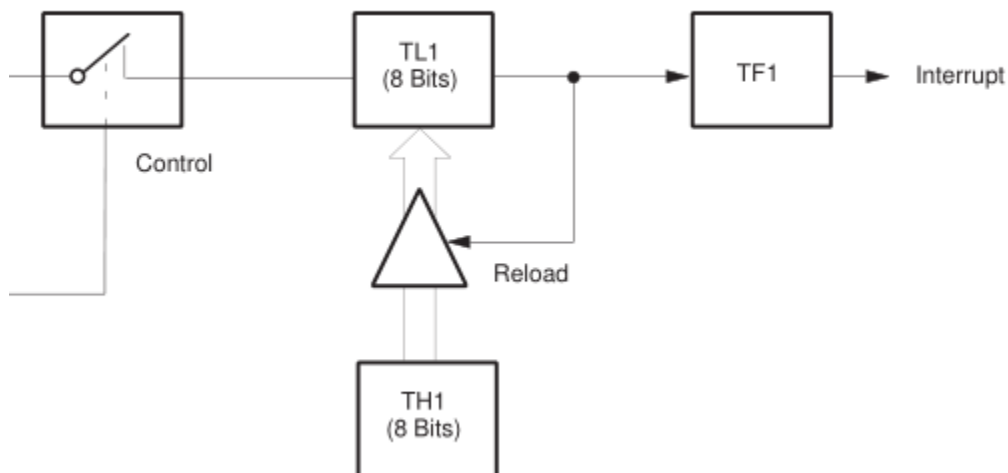 TL1
(8 Bits)
TF1
Interrupt
Control
Reload
TH1
(8 Bits)